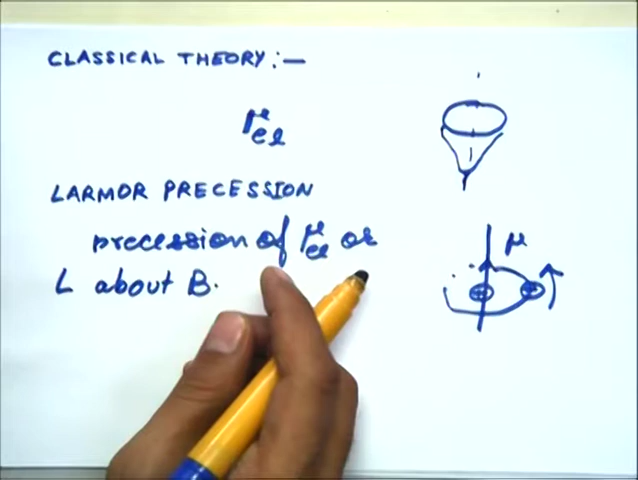 CLASSICAL THEORY :—
μel
LARMOR PRECESSION
precession of μel or
L about B.
μ